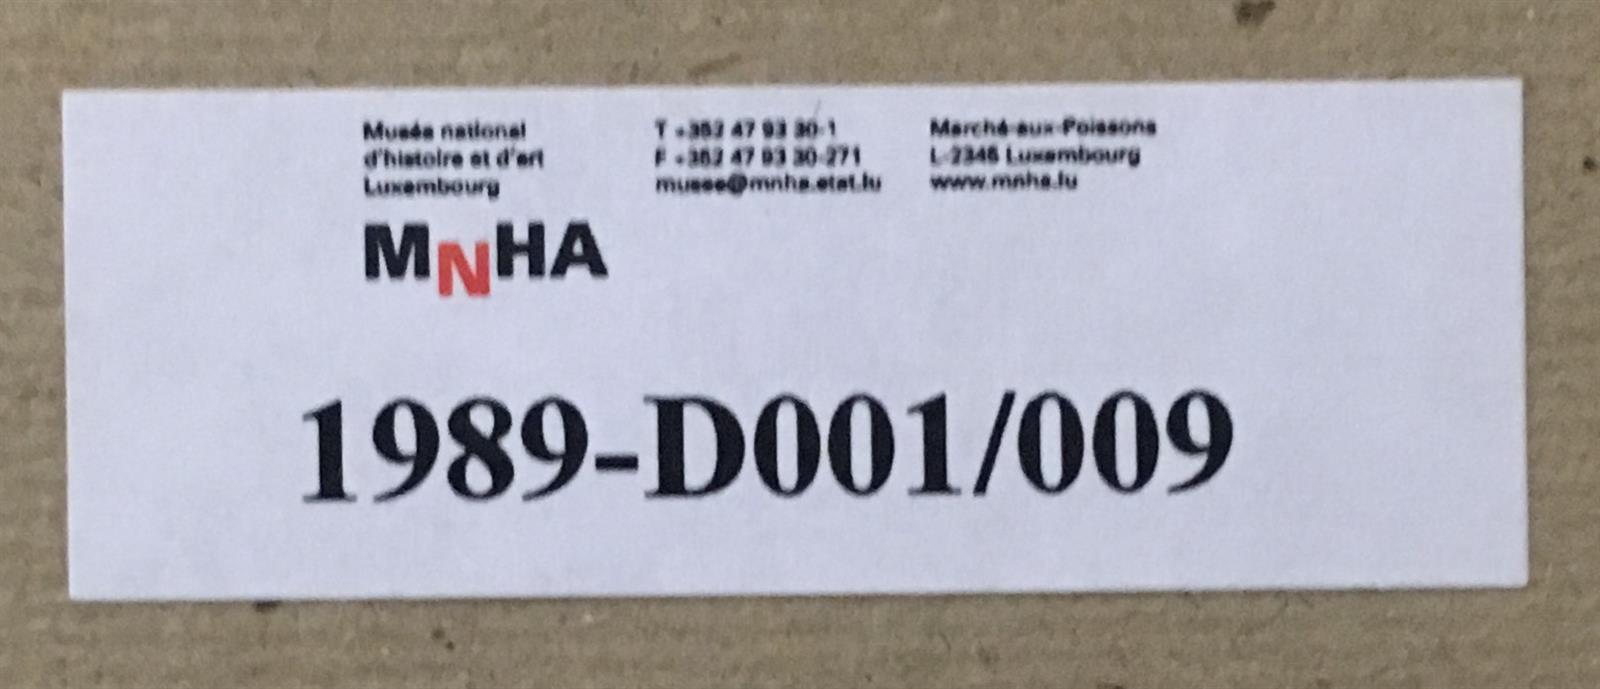 Musée national
d'histoire et d'art
Luxembourg
T +352 47 93 30-1
F +352 47 93 30-271
musee@mnha.etat.lu
Marché-aux-Poissons
L-2345 Luxembourg
www.mnha.lu
MNHA
1989-D001/009